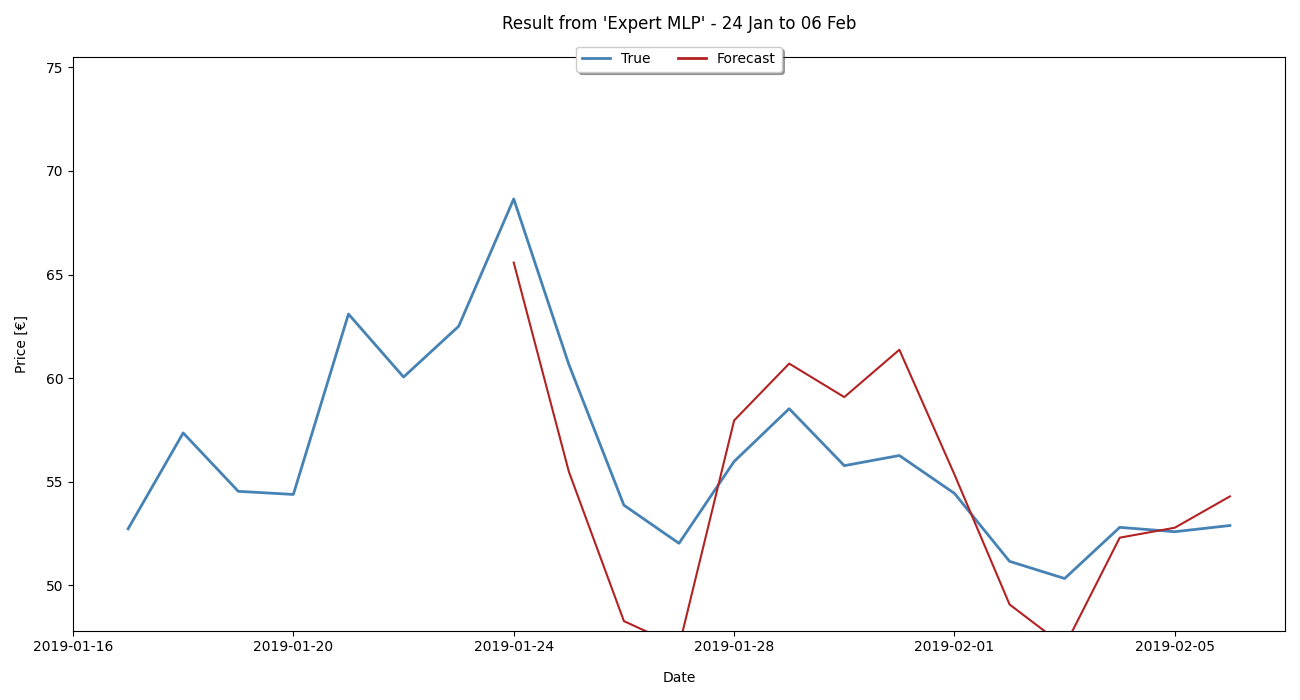 Result from 'Expert MLP' - 24 Jan to 06 Feb
True Forecast
75
70
65
60
55
50
Price [€]
2019-01-16 2019-01-20 2019-01-24 2019-01-28 2019-02-01 2019-02-05
Date